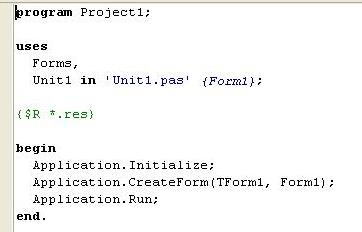 program Project1;
uses
Forms,
Unit1 in 'Unit1.pas' {Form1};
{$R *.res}
begin
Application.Initialize;
Application.CreateForm(TForm1, Form1);
Application.Run;
end.